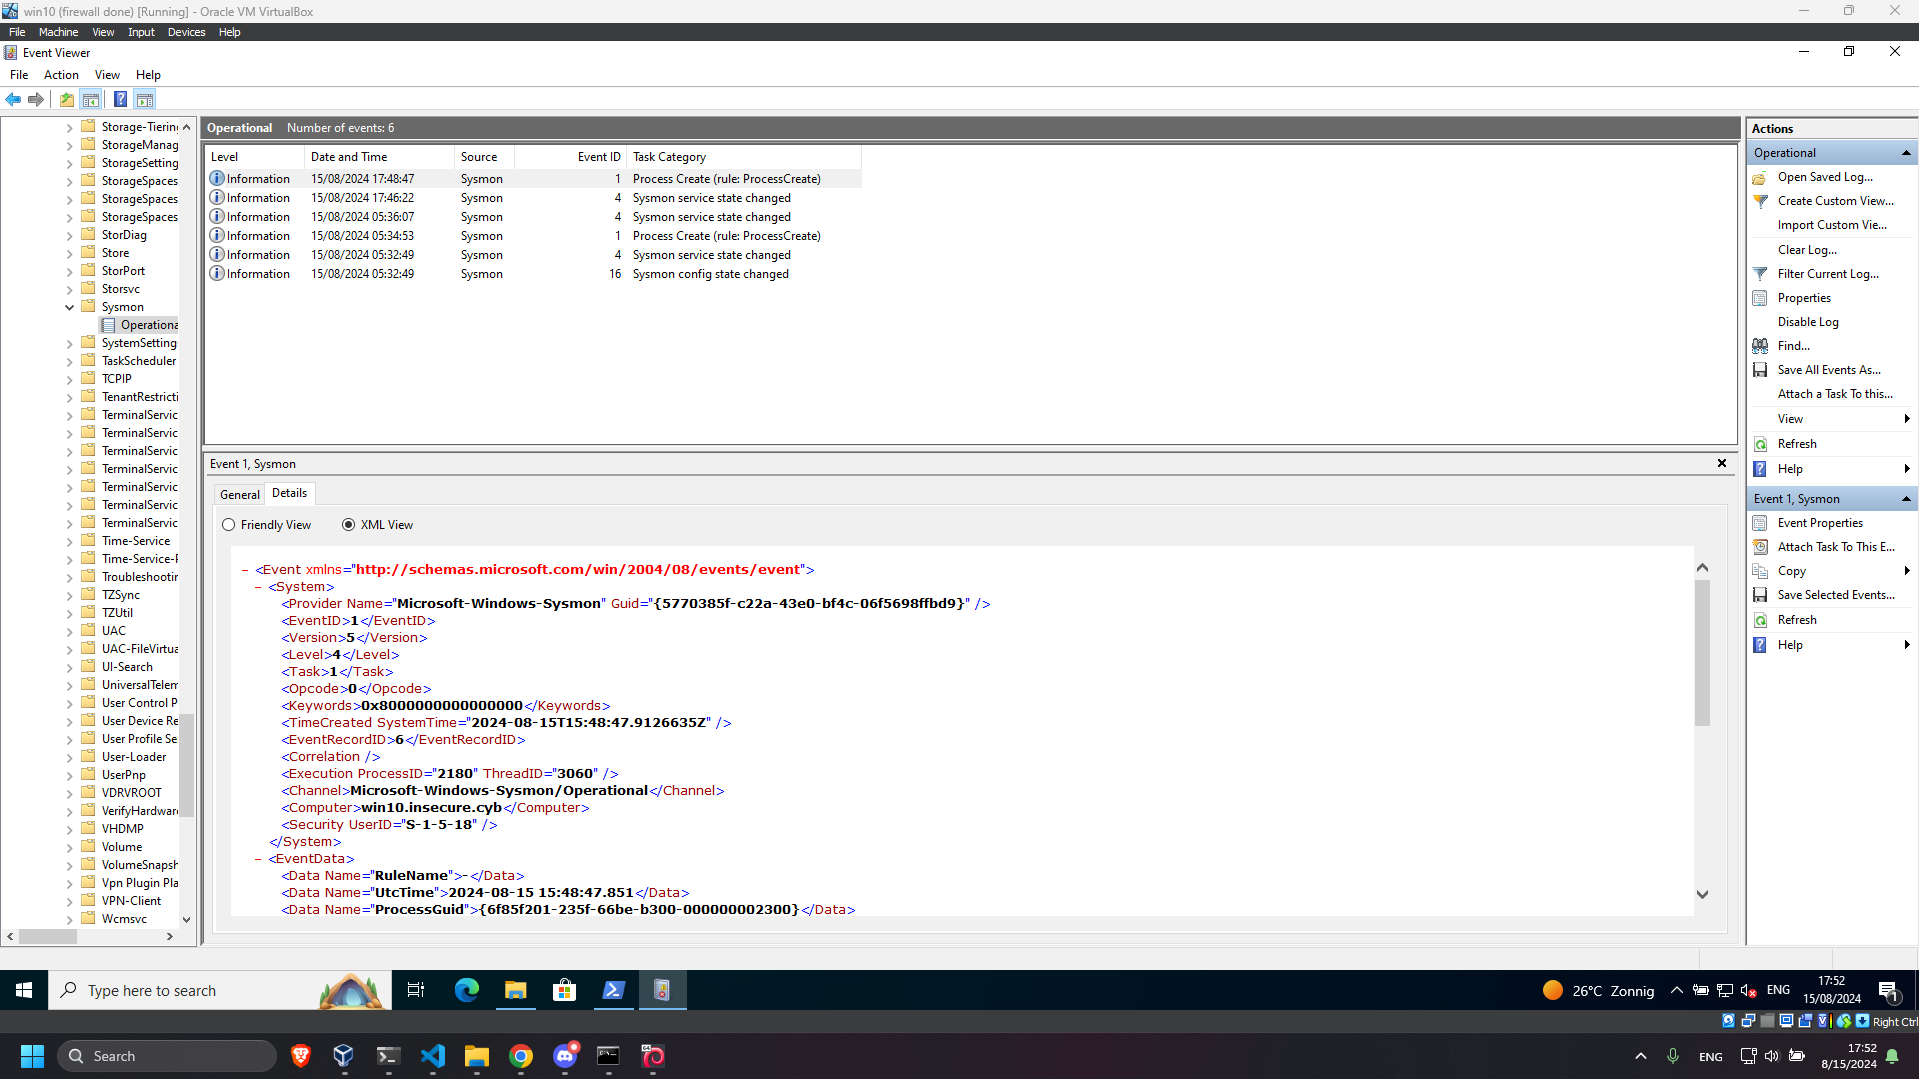 win10 (firewall done) [Running] - Oracle VM VirtualBox
File Machine View Input Devices Help
Event Viewer
File Action View Help
Storage-Tiering
StorageManag
StorageSetting
StorageSpaces
StorageSpaces
StorageSpaces
StorDiag
Store
StorPort
Storsvc
Sysmon
Operationa
SystemSetting
TaskScheduler
TCPIP
TenantRestricti
TerminalServic
TerminalServic
TerminalServic
TerminalServic
TerminalServic
TerminalServic
TerminalServic
Time-Service
Time-Service-P
Troubleshootin
TZSync
TZUtil
UAC
UAC-FileVirtua
UI-Search
UniversalTelem
User Control P
User Device Re
User Profile Se
User-Loader
UserPnp
VDRVROOT
VerifyHardware
VHDMP
Volume
VolumeSnapsh
Vpn Plugin Pla
VPN-Client
Wcmsvc
Operational Number of events: 6
Level Date and Time Source Event ID Task Category
Information 15/08/2024 17:48:47 Sysmon 1 Process Create (rule: ProcessCreate)
Information 15/08/2024 17:46:22 Sysmon 4 Sysmon service state changed
Information 15/08/2024 05:36:07 Sysmon 4 Sysmon service state changed
Information 15/08/2024 05:34:53 Sysmon 1 Process Create (rule: ProcessCreate)
Information 15/08/2024 05:32:49 Sysmon 4 Sysmon service state changed
Information 15/08/2024 05:32:49 Sysmon 16 Sysmon config state changed
Event 1, Sysmon
General Details
Friendly View XML View
- <Event xmlns="http://schemas.microsoft.com/win/2004/08/events/event">
- <System>
<Provider Name="Microsoft-Windows-Sysmon" Guid="{5770385f-c22a-43e0-bf4c-06f5698ffbd9}" />
<EventID>1</EventID>
<Version>5</Version>
<Level>4</Level>
<Task>1</Task>
<Opcode>0</Opcode>
<Keywords>0x8000000000000000</Keywords>
<TimeCreated SystemTime="2024-08-15T15:48:47.9126635Z" />
<EventRecordID>6</EventRecordID>
<Correlation />
<Execution ProcessID="2180" ThreadID="3060" />
<Channel>Microsoft-Windows-Sysmon/Operational</Channel>
<Computer>win10.insecure.cyb</Computer>
<Security UserID="S-1-5-18" />
</System>
- <EventData>
<Data Name="RuleName">-</Data>
<Data Name="UtcTime">2024-08-15 15:48:47.851</Data>
<Data Name="ProcessGuid">{6f85f201-235f-66be-b300-000000002300}</Data>
Actions
Operational
Open Saved Log...
Create Custom View...
Import Custom Vie...
Clear Log...
Filter Current Log...
Properties
Disable Log
Find...
Save All Events As...
Attach a Task To this...
View
Refresh
Help
Event 1, Sysmon
Event Properties
Attach Task To This E...
Copy
Save Selected Events...
Refresh
Help
Type here to search
26°C Zonnig
ENG
17:52
15/08/2024
1
Right Ctrl
Search
ENG
17:52
8/15/2024